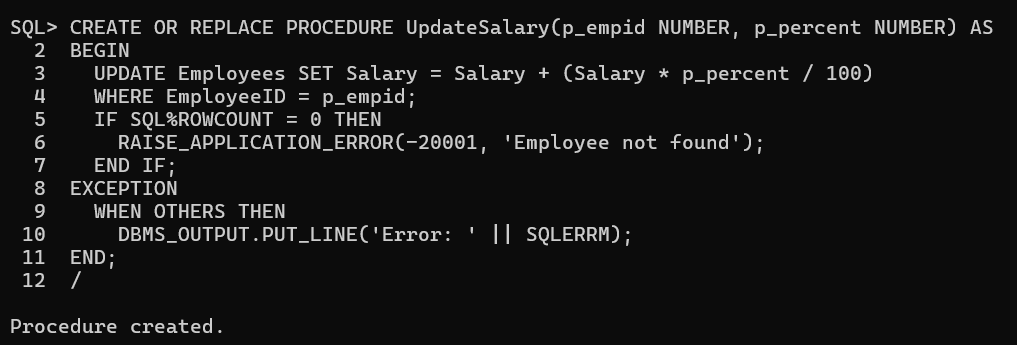 SQL> CREATE OR REPLACE PROCEDURE UpdateSalary(p_empid NUMBER, p_percent NUMBER) AS
  2  BEGIN
  3    UPDATE Employees SET Salary = Salary + (Salary * p_percent / 100)
  4    WHERE EmployeeID = p_empid;
  5    IF SQL%ROWCOUNT = 0 THEN
  6      RAISE_APPLICATION_ERROR(-20001, 'Employee not found');
  7    END IF;
  8  EXCEPTION
  9    WHEN OTHERS THEN
 10      DBMS_OUTPUT.PUT_LINE('Error: ' || SQLERRM);
 11  END;
 12  /
Procedure created.